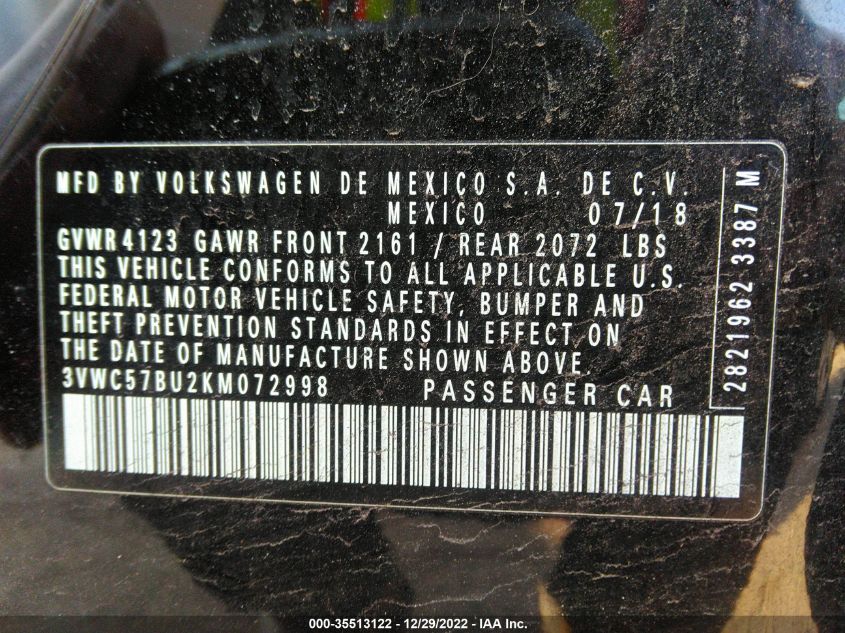 MFD BY VOLKSWAGEN DE MEXICO S.A. DE C.V.
MEXICO 07/18
GVWR 4123 GAWR FRONT 2161 / REAR 2072 LBS
THIS VEHICLE CONFORMS TO ALL APPLICABLE U.S.
FEDERAL MOTOR VEHICLE SAFETY, BUMPER AND
THEFT PREVENTION STANDARDS IN EFFECT ON
THE DATE OF MANUFACTURE SHOWN ABOVE.
3VWC57BU2KM072998 PASSENGER CAR
2821962 3387 M
000-35513122 - 12/29/2022 - IAA Inc.